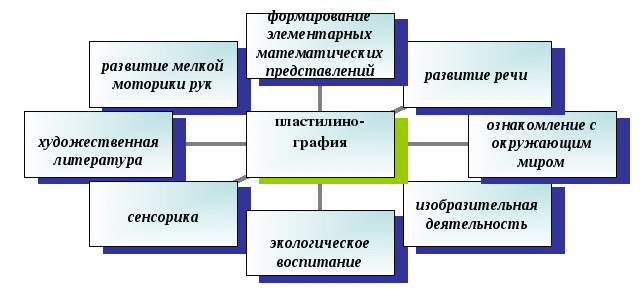 формирование
элементарных
математических
представлений
развитие мелкой
моторики рук
развитие речи
художественная
литература
пластилино-
графия
ознакомление с
окружающим
миром
сенсорика
изобразительная
деятельность
экологическое
воспитание